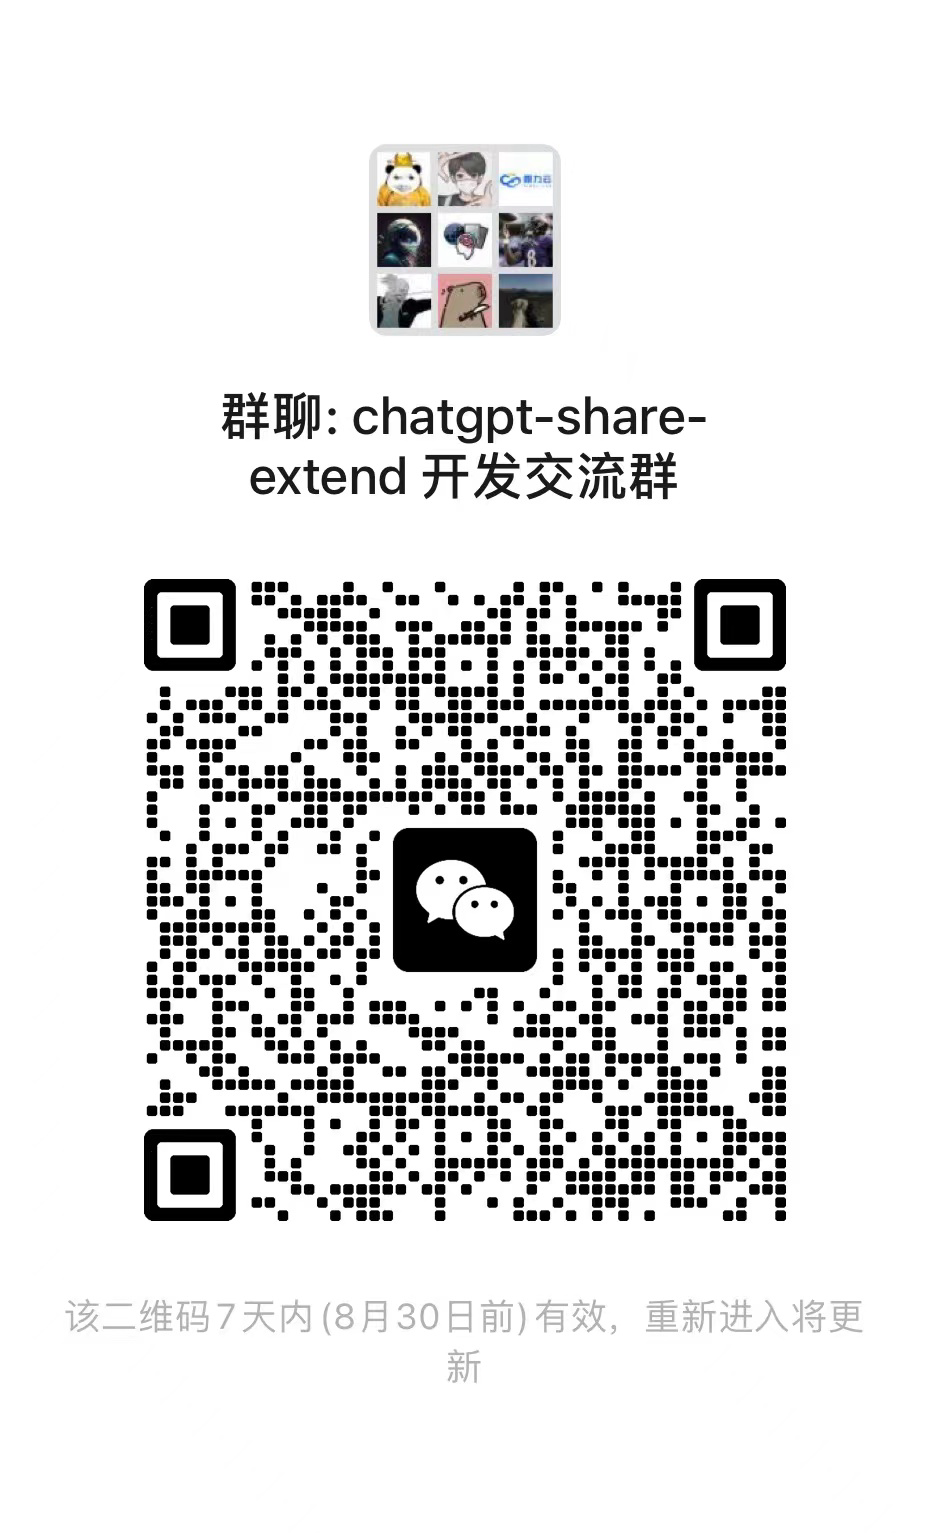 群聊: chatgpt-share-
extend 开发交流群
该二维码7天内(8月30日前)有效，重新进入将更
新